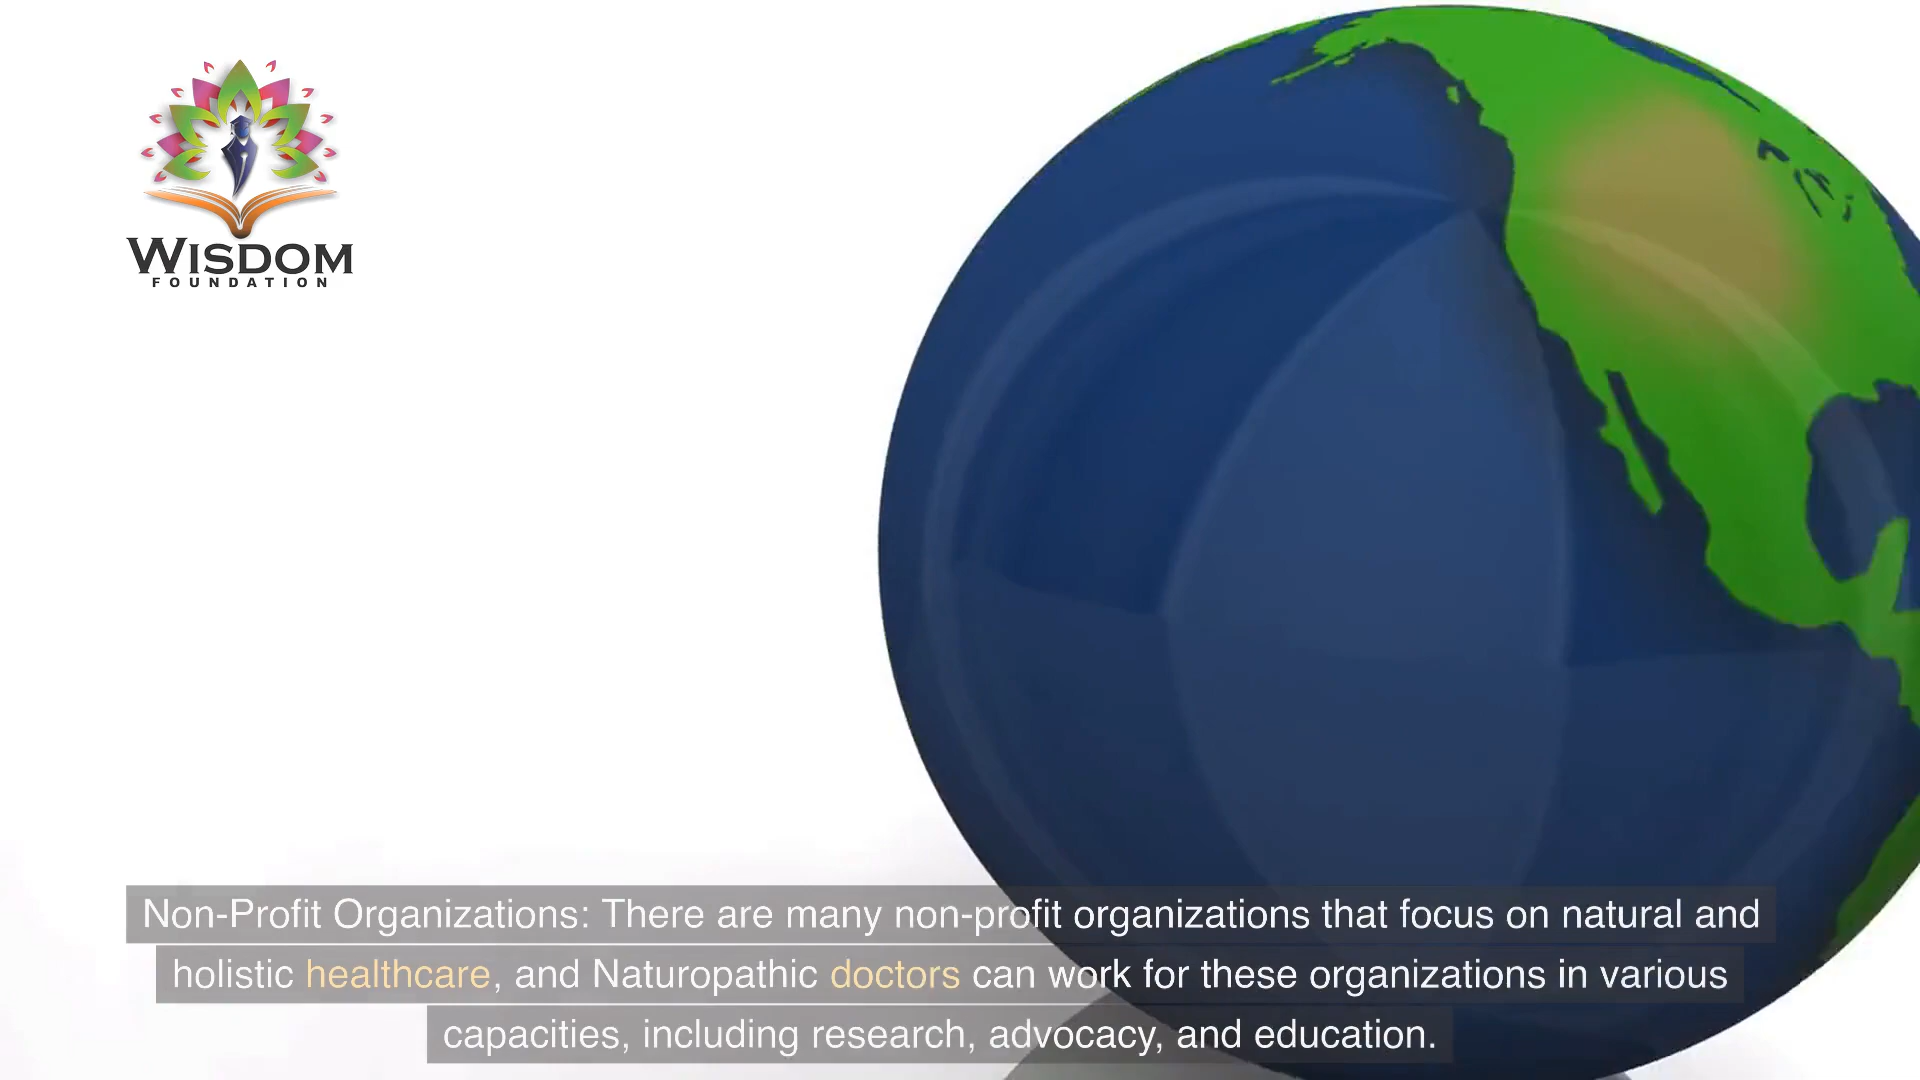 WISDOM
FOUNDATION
Non-Profit Organizations: There are many non-profit organizations that focus on natural and
holistic healthcare, and Naturopathic doctors can work for these organizations in various
capacities, including research, advocacy, and education.